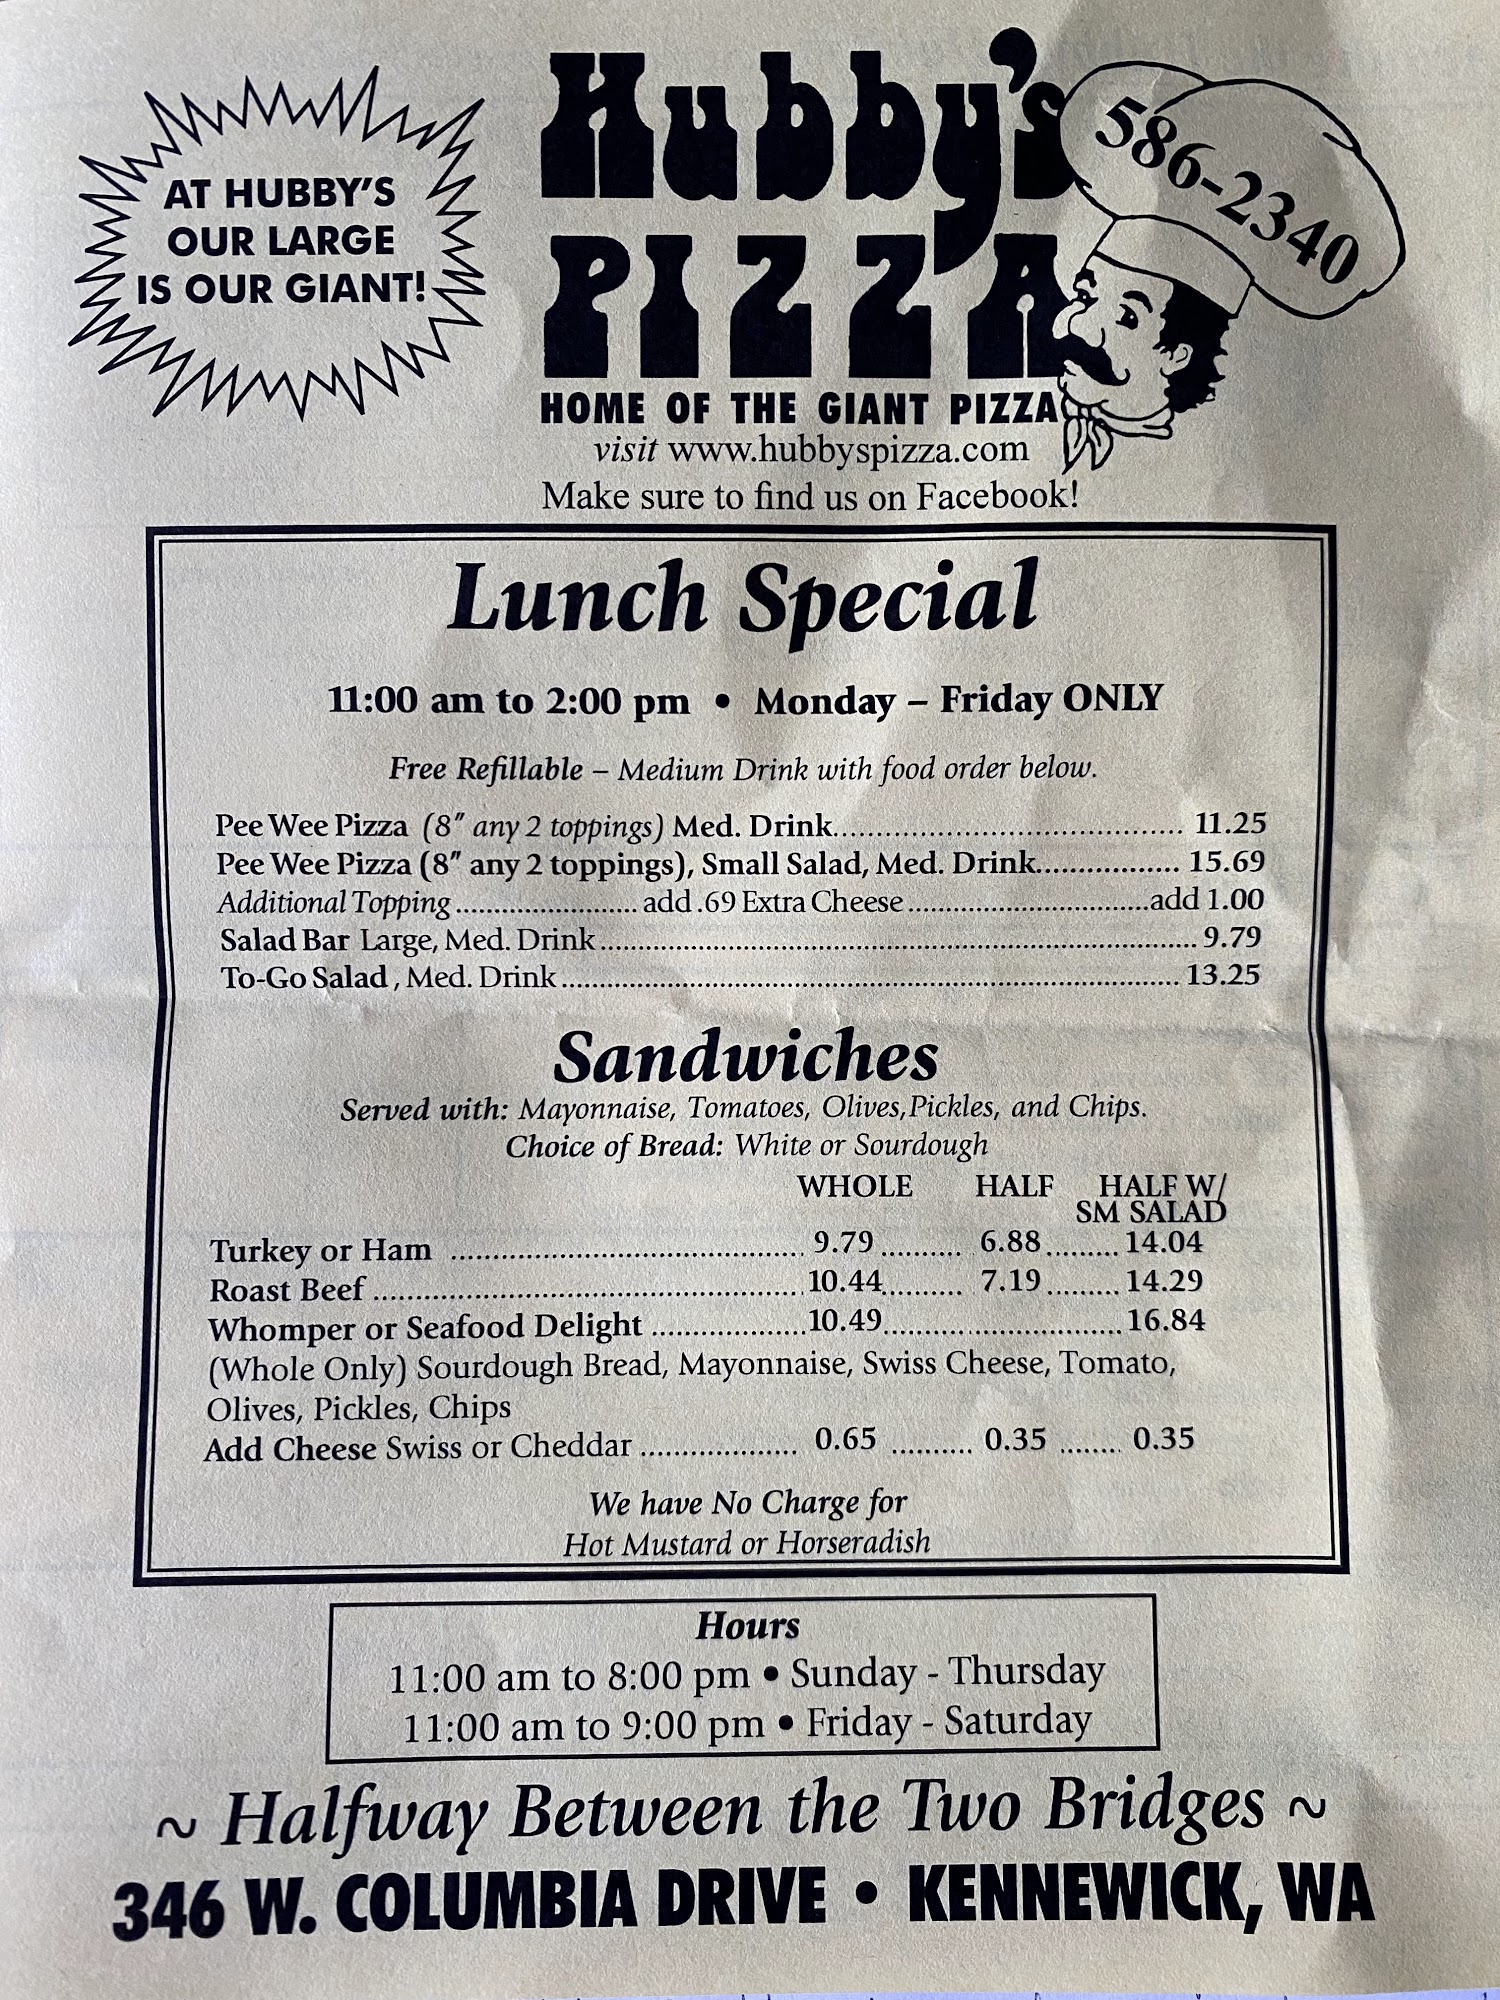 AT HUBBY'S
OUR LARGE
IS OUR GIANT!
Hubby's
PIZZA
586-2340
HOME OF THE GIANT PIZZA
visit www.hubbyspizza.com
Make sure to find us on Facebook!
Lunch Special
11:00 am to 2:00 pm • Monday – Friday ONLY
Free Refillable – Medium Drink with food order below.
Pee Wee Pizza (8" any 2 toppings) Med. Drink 11.25
Pee Wee Pizza (8" any 2 toppings), Small Salad, Med. Drink 15.69
Additional Topping add .69 Extra Cheese add 1.00
Salad Bar Large, Med. Drink 9.79
To-Go Salad , Med. Drink 13.25
Sandwiches
Served with: Mayonnaise, Tomatoes, Olives,Pickles, and Chips.
Choice of Bread: White or Sourdough
WHOLE HALF HALF W/
SM SALAD
Turkey or Ham 9.79 6.88 14.04
Roast Beef 10.44 7.19 14.29
Whomper or Seafood Delight 10.49 16.84
(Whole Only) Sourdough Bread, Mayonnaise, Swiss Cheese, Tomato,
Olives, Pickles, Chips
Add Cheese Swiss or Cheddar 0.65 0.35 0.35
We have No Charge for
Hot Mustard or Horseradish
Hours
11:00 am to 8:00 pm • Sunday - Thursday
11:00 am to 9:00 pm • Friday - Saturday
~ Halfway Between the Two Bridges ~
346 W. COLUMBIA DRIVE • KENNEWICK, WA